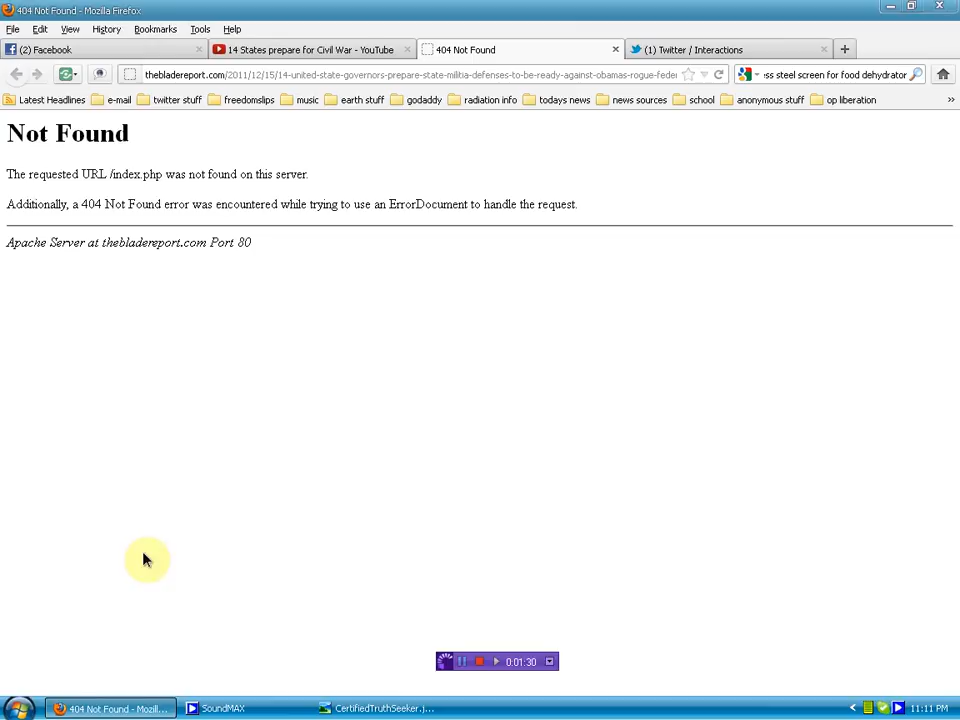 404 Not Found - Mozilla Firefox
File Edit View History Bookmarks Tools Help
(2) Facebook × 14 States prepare for Civil War - YouTube × 404 Not Found × (1) Twitter / Interactions × +
thebladereport.com/2011/12/15/14-united-state-governors-prepare-state-militia-defenses-to-be-ready-against-obamas-rogue-feder ess steel screen for food dehydrator
Latest Headlines e-mail twitter stuff freedomslips music earth stuff godaddy radiation info todays news news sources school anonymous stuff op liberation »
Not Found
The requested URL /index.php was not found on this server.
Additionally, a 404 Not Found error was encountered while trying to use an ErrorDocument to handle the request.
Apache Server at thebladereport.com Port 80
0:01:30
404 Not Found - Mozill... SoundMAX CertifiedTruthSeeker.j... 11:11 PM